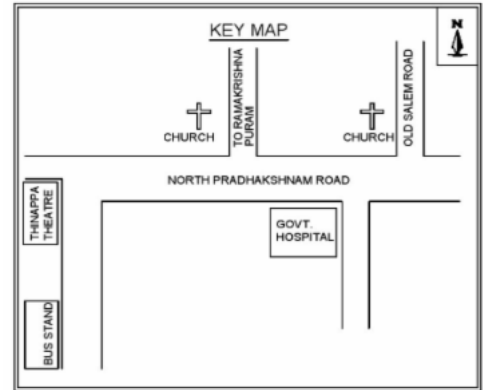 KEY MAP
N
TO RAMAKRISHNA
PURAM
OLD SALEM ROAD
CHURCH
CHURCH
NORTH PRADHAKSHNAM ROAD
THINAPPA
THEATRE
GOVT.
HOSPITAL
BUS STAND